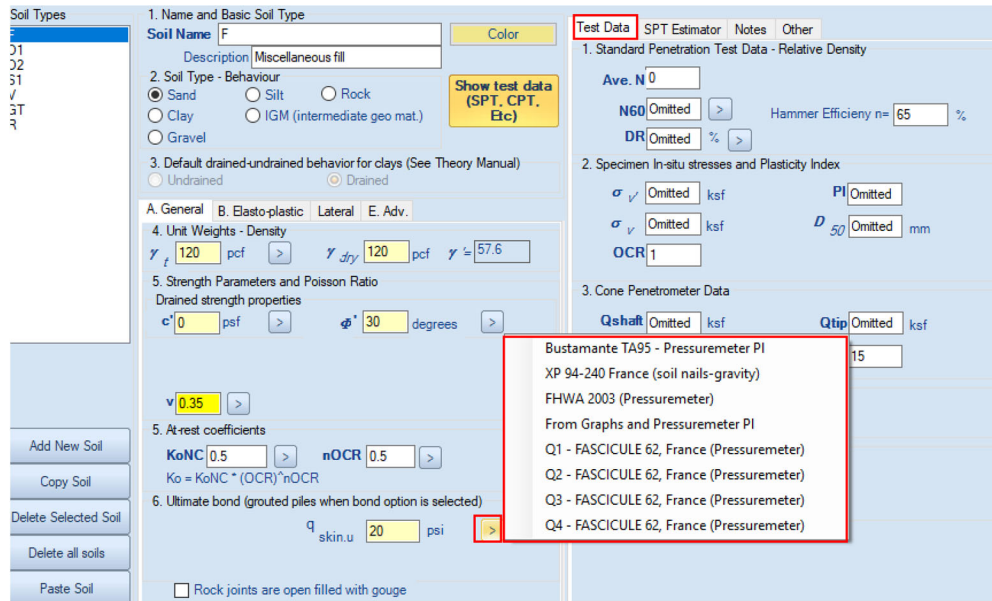 Soil Types
F
O1
O2
S1
V
GT
R
Add New Soil
Copy Soil
Delete Selected Soil
Delete all soils
Paste Soil
1. Name and Basic Soil Type
Soil Name F
Color
Description Miscellaneous fill
2. Soil Type - Behaviour
Sand Silt Rock
Clay IGM (intermediate geo mat.)
Gravel
Show test data
(SPT, CPT,
Etc)
3. Default drained-undrained behavior for clays (See Theory Manual)
Undrained Drained
A. General B. Elasto-plastic Lateral E. Adv.
4. Unit Weights - Density
γ t 120 pcf > γ dry 120 pcf γ '= 57.6
5. Strength Parameters and Poisson Ratio
Drained strength properties
c' 0 psf > Φ' 30 degrees >
v 0.35 >
5. At-rest coefficients
KoNC 0.5 > nOCR 0.5 >
Ko = KoNC * (OCR)^nOCR
6. Ultimate bond (grouted piles when bond option is selected)
q skin.u 20 psi >
Rock joints are open filled with gouge
Test Data SPT Estimator Notes Other
1. Standard Penetration Test Data - Relative Density
Ave. N 0
N60 Omitted > Hammer Efficieny n= 65 %
DR Omitted % >
2. Specimen In-situ stresses and Plasticity Index
σ V' Omitted ksf PI Omitted
σ V Omitted ksf D 50 Omitted mm
OCR 1
3. Cone Penetrometer Data
Qshaft Omitted ksf Qtip Omitted ksf
15
Bustamante TA95 - Pressuremeter PI
XP 94-240 France (soil nails-gravity)
FHWA 2003 (Pressuremeter)
From Graphs and Pressuremeter PI
Q1 - FASCICULE 62, France (Pressuremeter)
Q2 - FASCICULE 62, France (Pressuremeter)
Q3 - FASCICULE 62, France (Pressuremeter)
Q4 - FASCICULE 62, France (Pressuremeter)